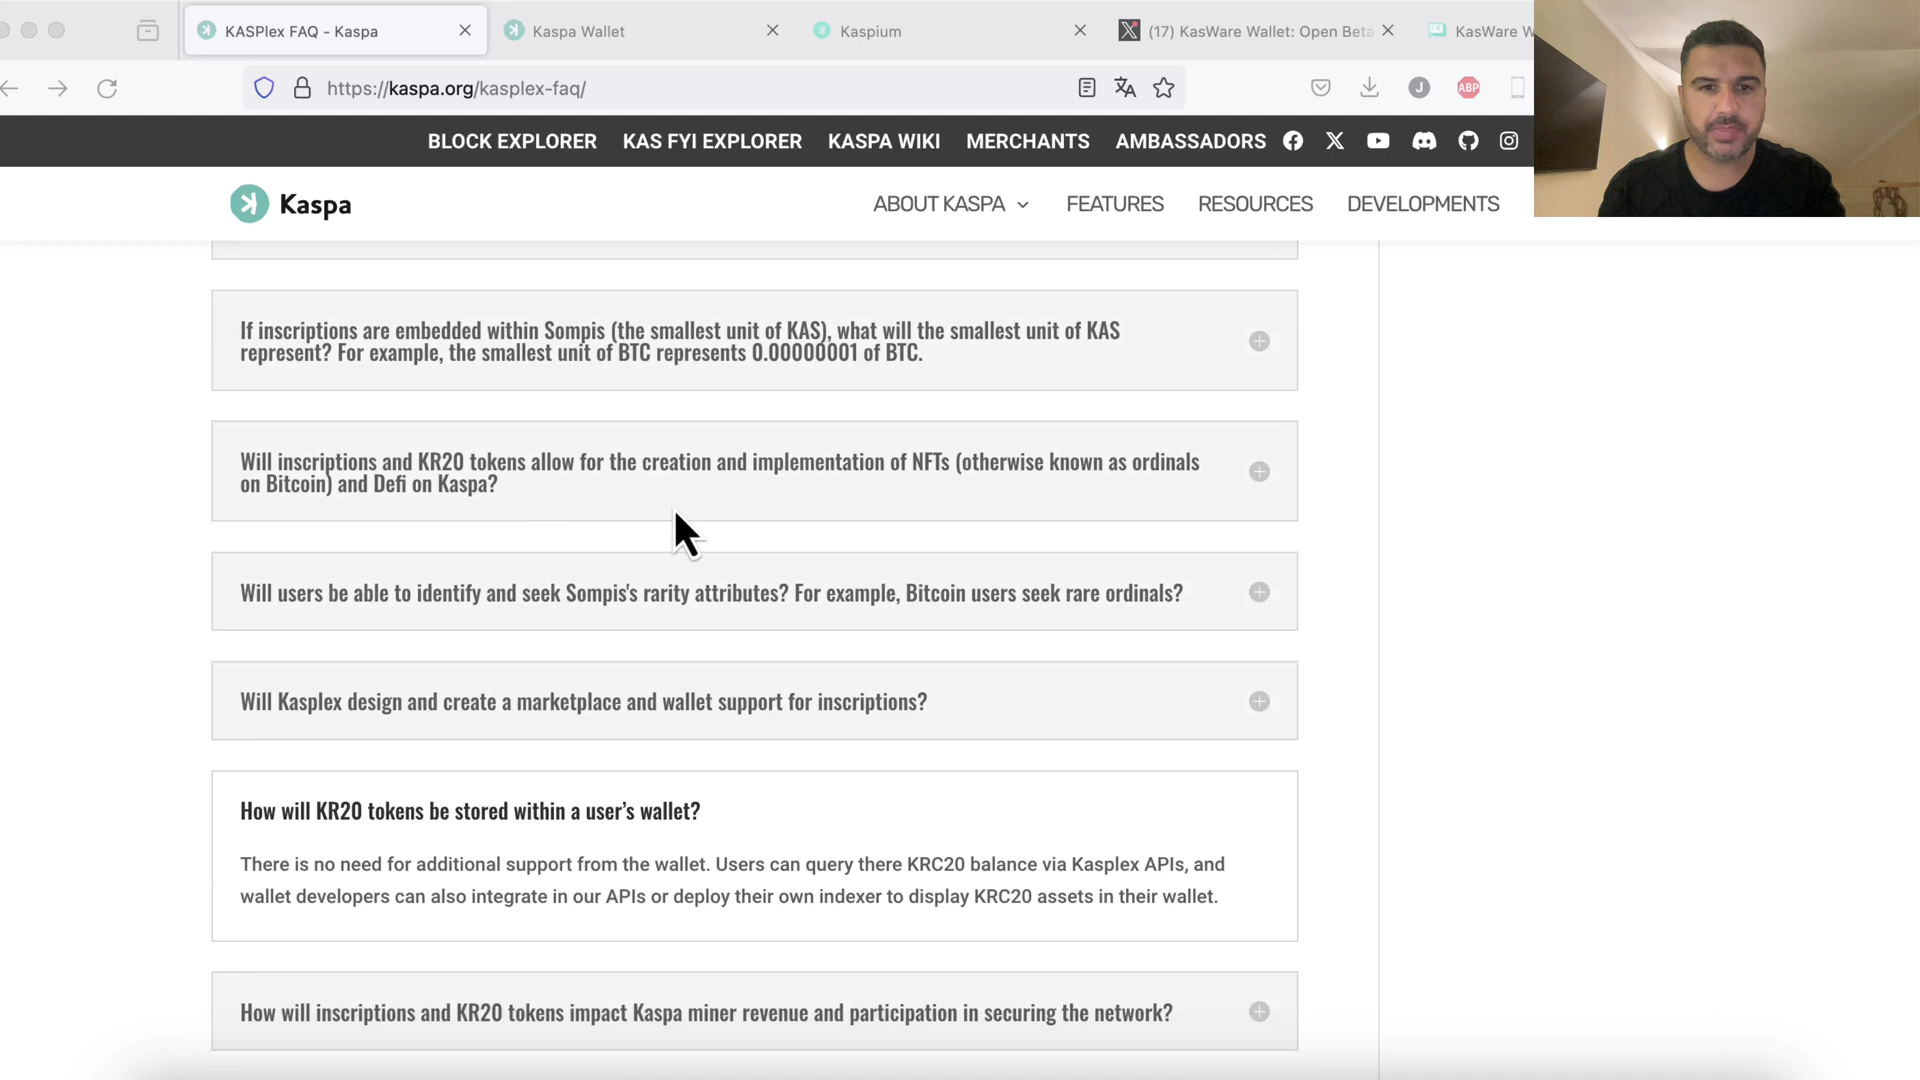 KASPlex FAQ - Kaspa
Kaspa Wallet
Kaspium
(17) KasWare Wallet: Open Beta
KasWare W
https://kaspa.org/kasplex-faq/
J
ABP
BLOCK EXPLORER
KAS FYI EXPLORER
KASPA WIKI
MERCHANTS
AMBASSADORS
Kaspa
ABOUT KASPA
FEATURES
RESOURCES
DEVELOPMENTS
If inscriptions are embedded within Sompis (the smallest unit of KAS), what will the smallest unit of KAS
represent? For example, the smallest unit of BTC represents 0.00000001 of BTC.
Will inscriptions and KR20 tokens allow for the creation and implementation of NFTs (otherwise known as ordinals
on Bitcoin) and Defi on Kaspa?
Will users be able to identify and seek Sompis's rarity attributes? For example, Bitcoin users seek rare ordinals?
Will Kasplex design and create a marketplace and wallet support for inscriptions?
How will KR20 tokens be stored within a user’s wallet?
There is no need for additional support from the wallet. Users can query there KRC20 balance via Kasplex APIs, and
wallet developers can also integrate in our APIs or deploy their own indexer to display KRC20 assets in their wallet.
How will inscriptions and KR20 tokens impact Kaspa miner revenue and participation in securing the network?